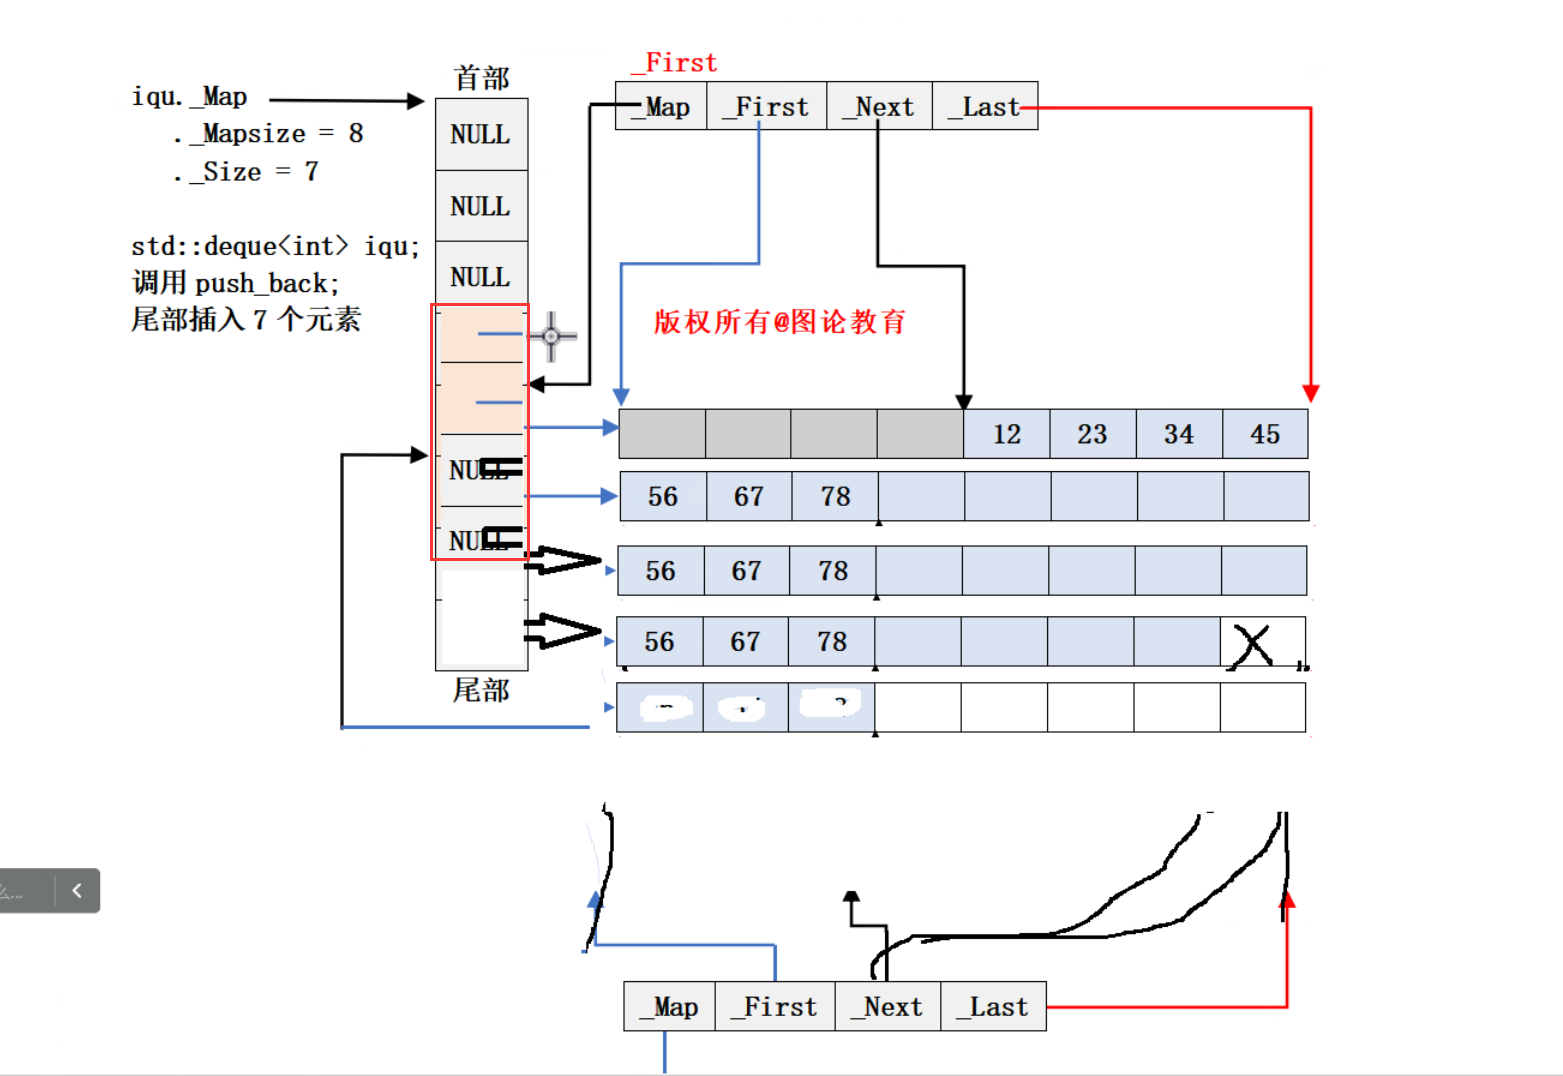 _First
首部
iqu._Map
._Mapsize = 8
._Size = 7
_Map _First _Next _Last
NULL
NULL
NULL
std::deque<int> iqu;
调用 push_back;
尾部插入 7 个元素
版权所有@图论教育
12 23 34 45
56 67 78
56 67 78
56 67 78
尾部
_Map _First _Next _Last